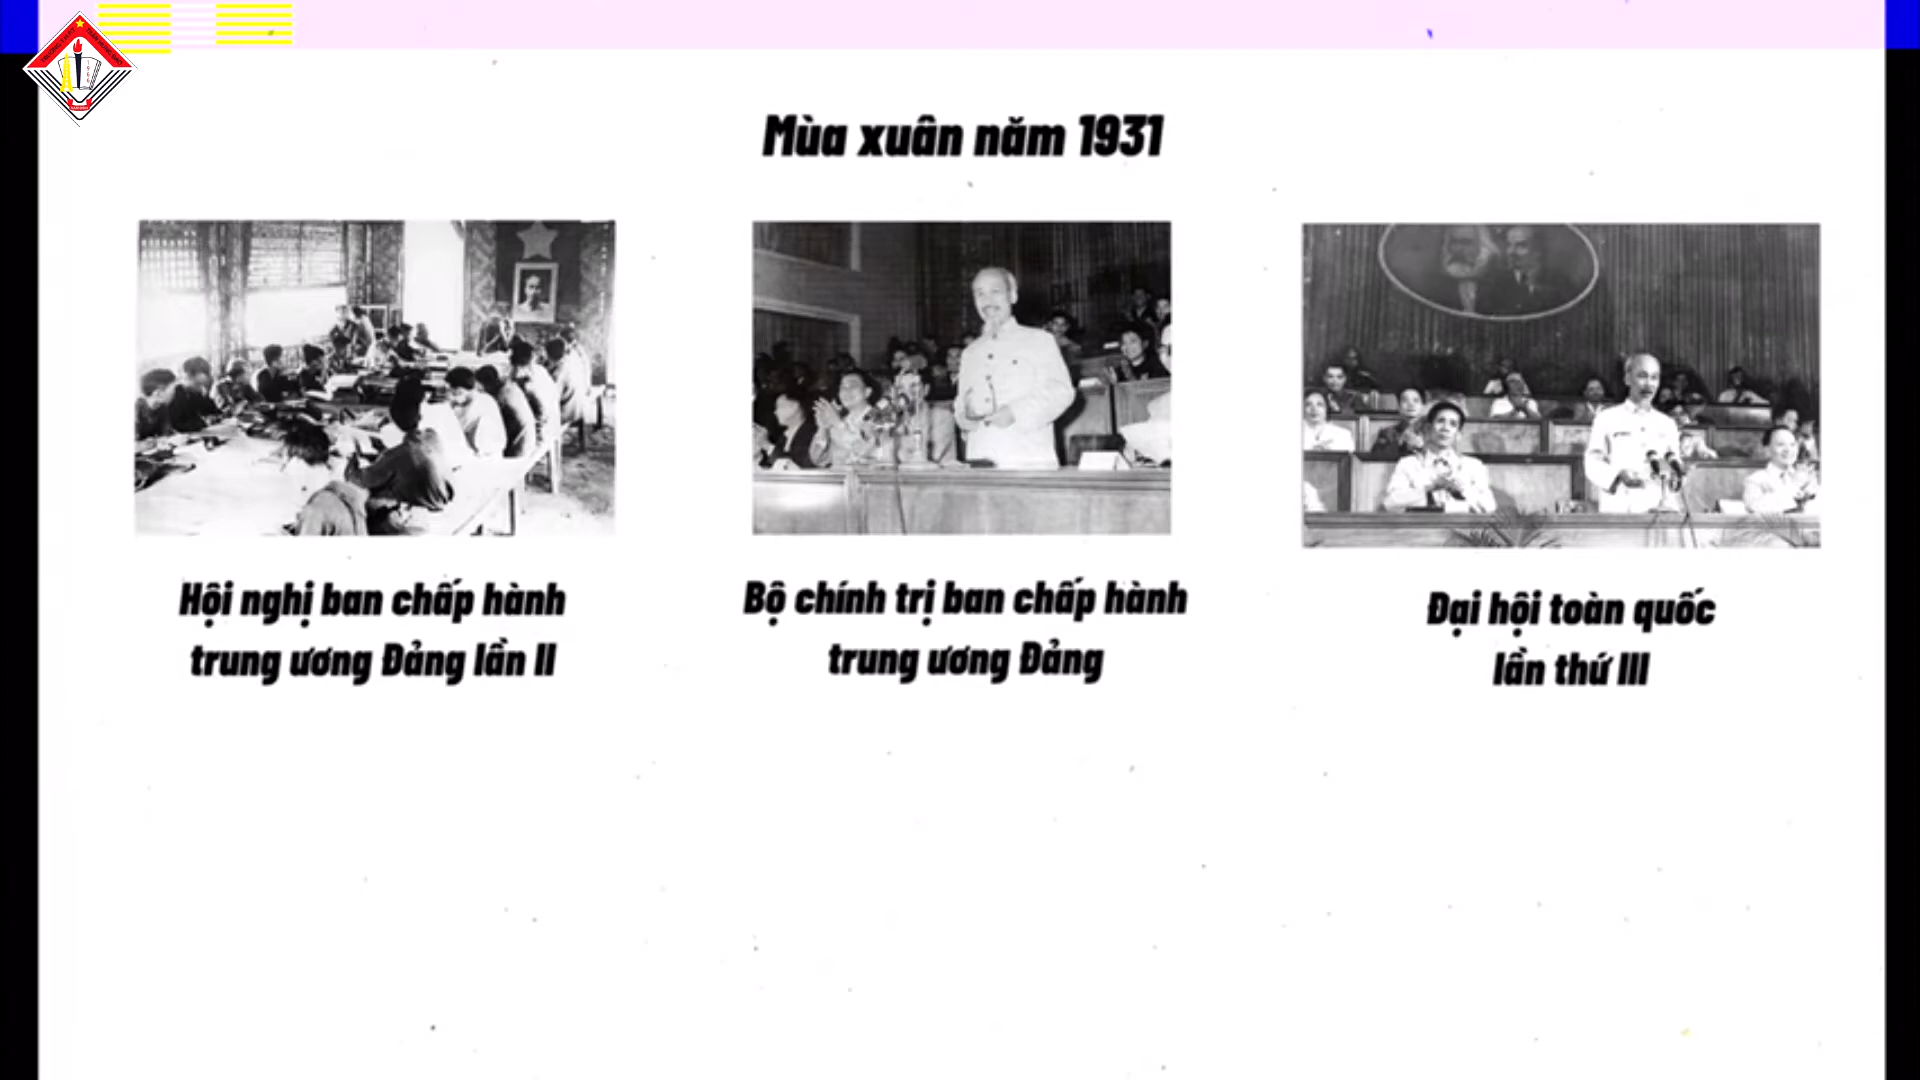 Mùa xuân năm 1931
Hội nghị ban chấp hành
trung ương Đảng lần II
Bộ chính trị ban chấp hành
trung ương Đảng
Đại hội toàn quốc
lần thứ III